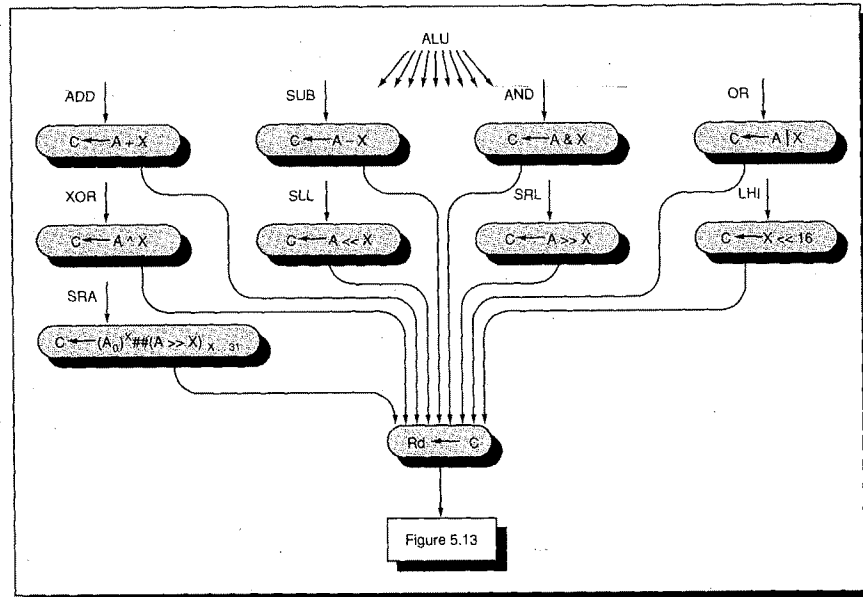 ALU
ADD
SUB
AND
OR
C ← A + X
C ← A − X
C ← A & X
C ← A | X
XOR
SLL
SRL
LHI
C ← A ^ X
C ← A << X
C ← A >> X
C ← X << 16
SRA
C ← (A0)^X##(A >> X) X .. 31
Rd ← C
Figure 5.13